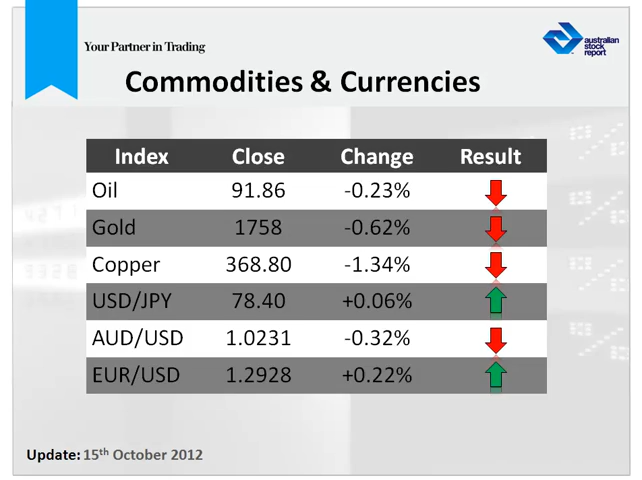 Your Partner in Trading
australian
stock
report
Commodities & Currencies
Index Close Change Result
Oil 91.86 -0.23%
Gold 1758 -0.62%
Copper 368.80 -1.34%
USD/JPY 78.40 +0.06%
AUD/USD 1.0231 -0.32%
EUR/USD 1.2928 +0.22%
Update: 15th October 2012